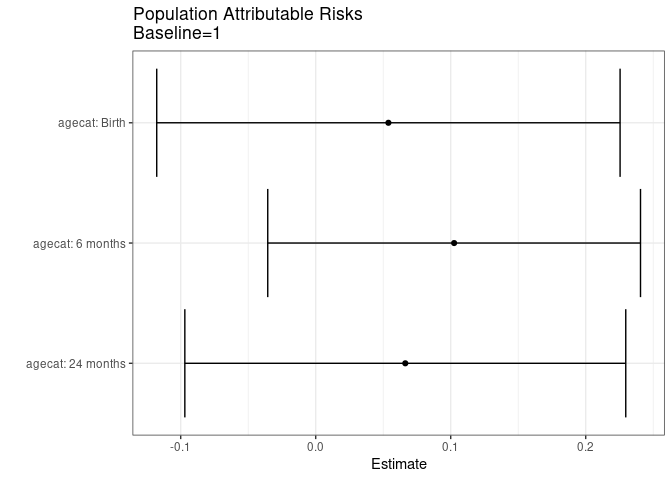 Population Attributable Risks
Baseline=1
agecat: Birth
agecat: 6 months
agecat: 24 months
-0.1 0.0 0.1 0.2
Estimate